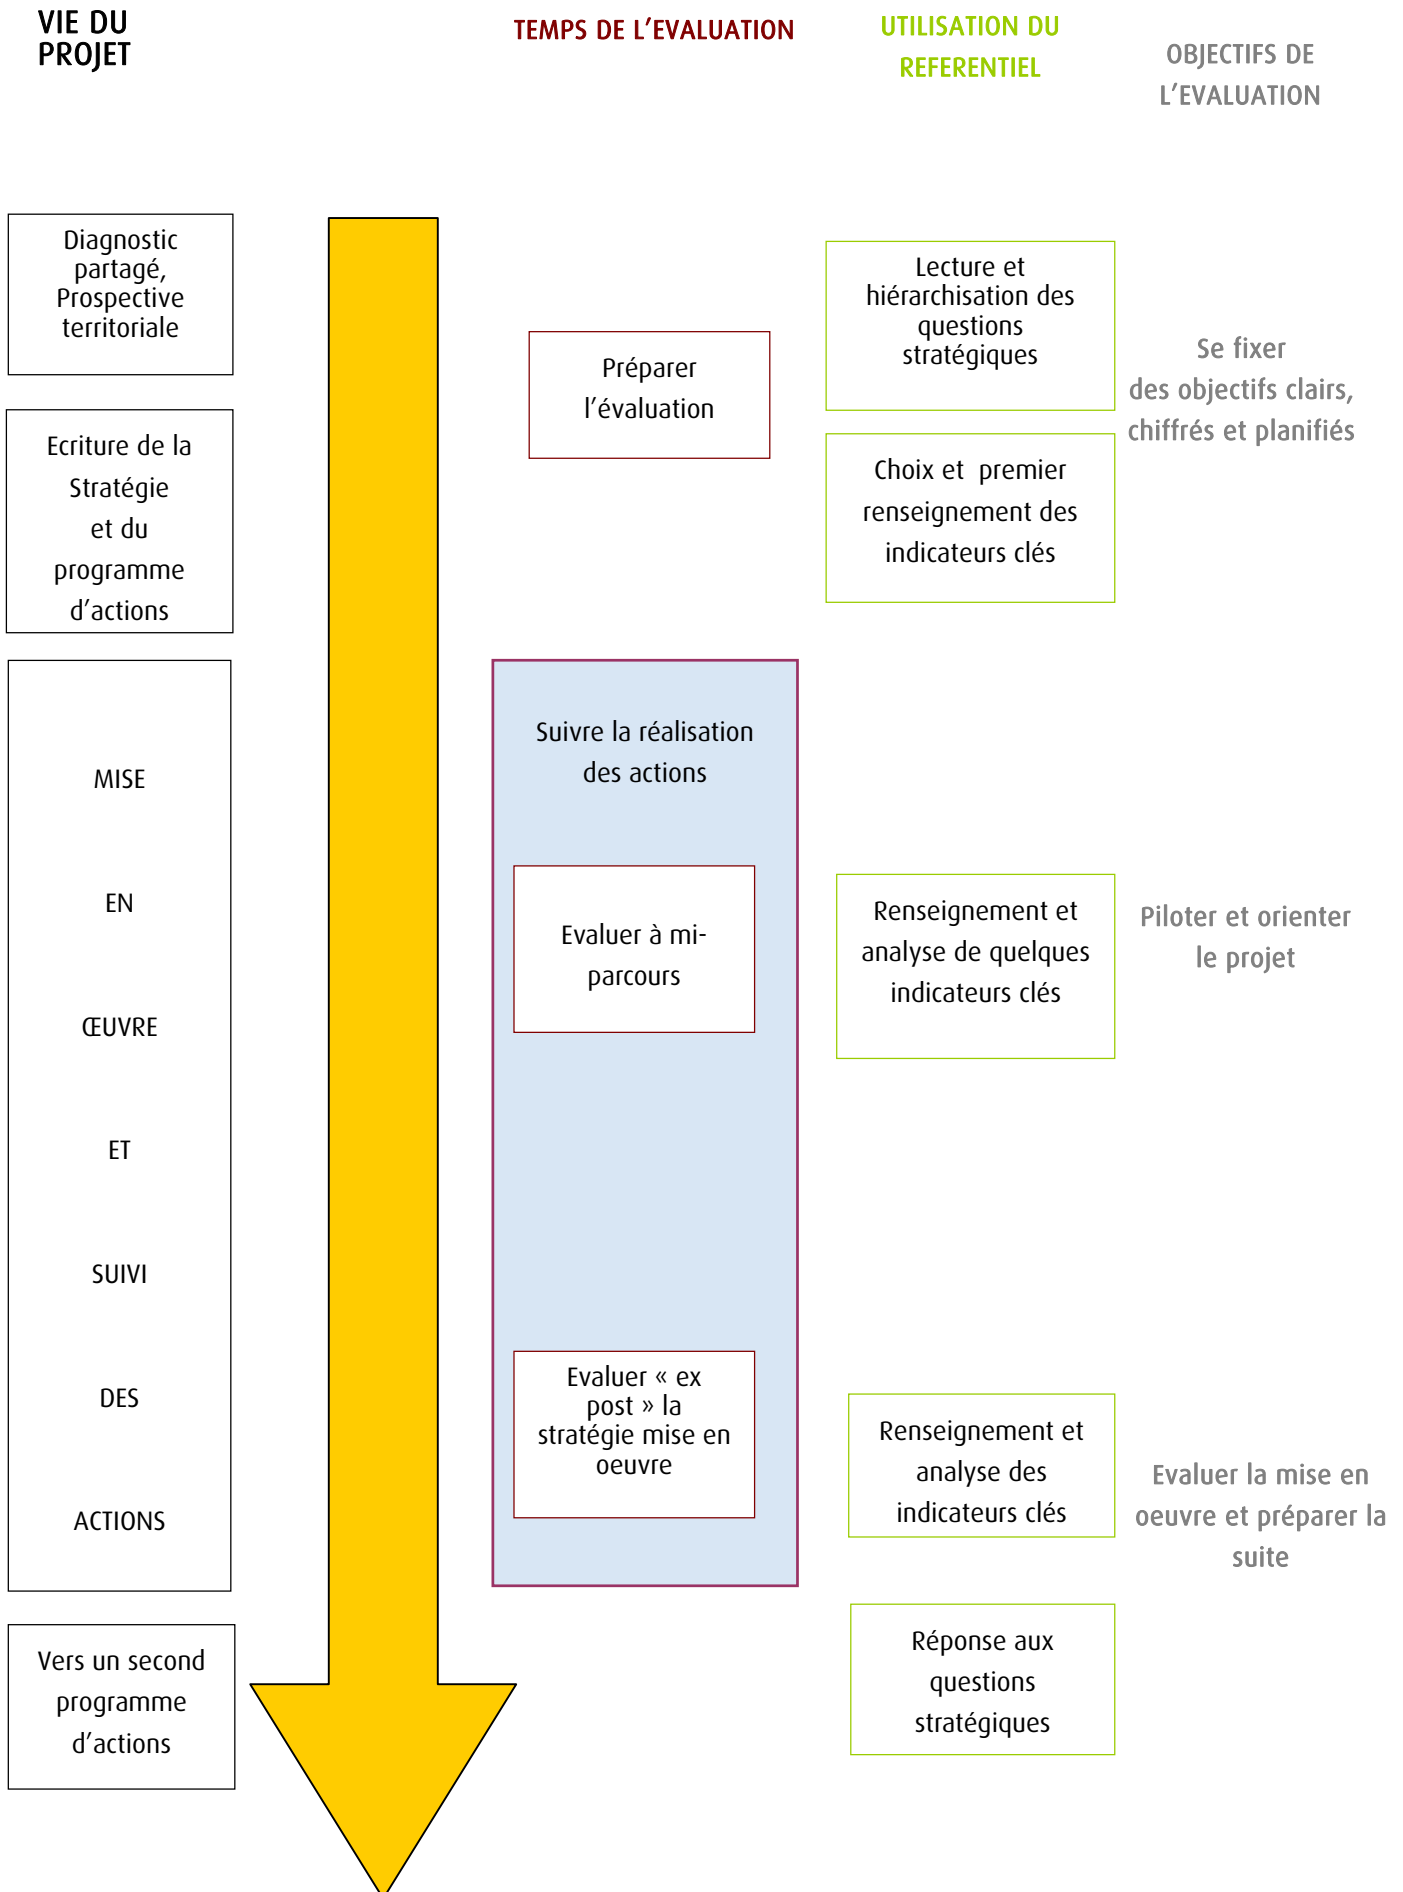 VIE DU
PROJET
TEMPS DE L’EVALUATION
UTILISATION DU
REFERENTIEL
OBJECTIFS DE
L’EVALUATION
Diagnostic
partagé,
Prospective
territoriale
Ecriture de la
Stratégie
et du
programme
d’actions
Préparer
l’évaluation
Lecture et
hiérarchisation des
questions
stratégiques
Choix et  premier
renseignement des
indicateurs clés
Se fixer
des objectifs clairs,
chiffrés et planifiés
MISE
EN
ŒUVRE
ET
SUIVI
DES
ACTIONS
Suivre la réalisation
des actions
Evaluer à mi-
parcours
Renseignement et
analyse de quelques
indicateurs clés
Piloter et orienter
le projet
Evaluer « ex
post » la
stratégie mise en
oeuvre
Renseignement et
analyse des
indicateurs clés
Evaluer la mise en
oeuvre et préparer la
suite
Vers un second
programme
d’actions
Réponse aux
questions
stratégiques